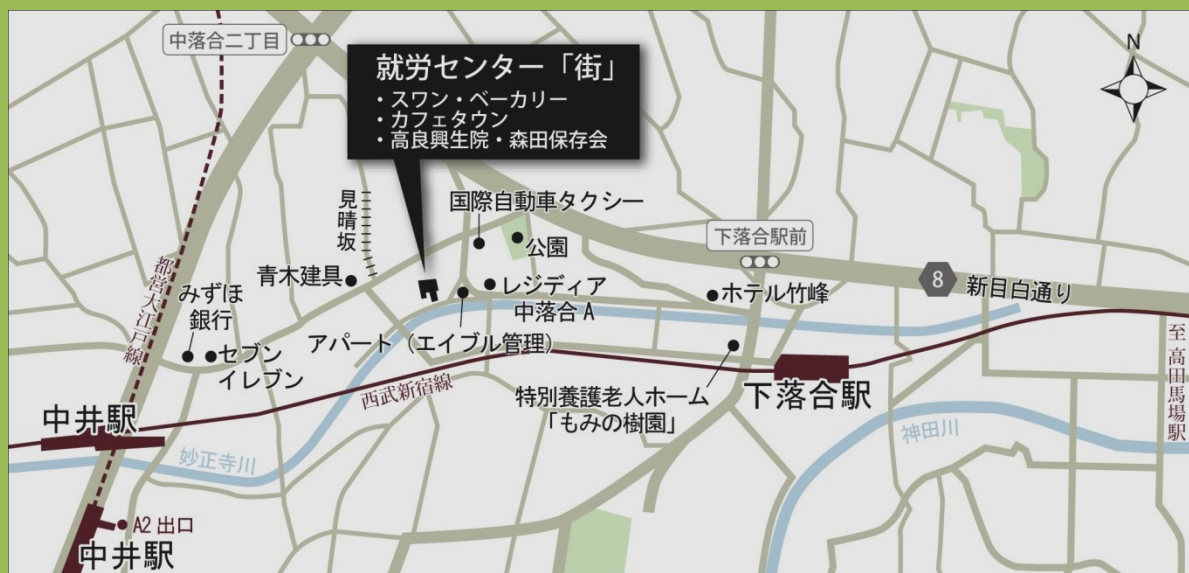 中落合二丁目
就労センター「街」
・スワン・ベーカリー
・カフェタウン
・高良興生院・森田保存会
N
見晴坂
国際自動車タクシー
公園
下落合駅前
青木建具
レジディア
中落合 A
ホテル竹峰
8
新目白通り
みずほ
銀行
セブン
イレブン
アパート（エイブル管理）
都営大江戸線
西武新宿線
特別養護老人ホーム
「もみの樹園」
下落合駅
至 高田馬場駅
中井駅
妙正寺川
神田川
A2 出口
中井駅